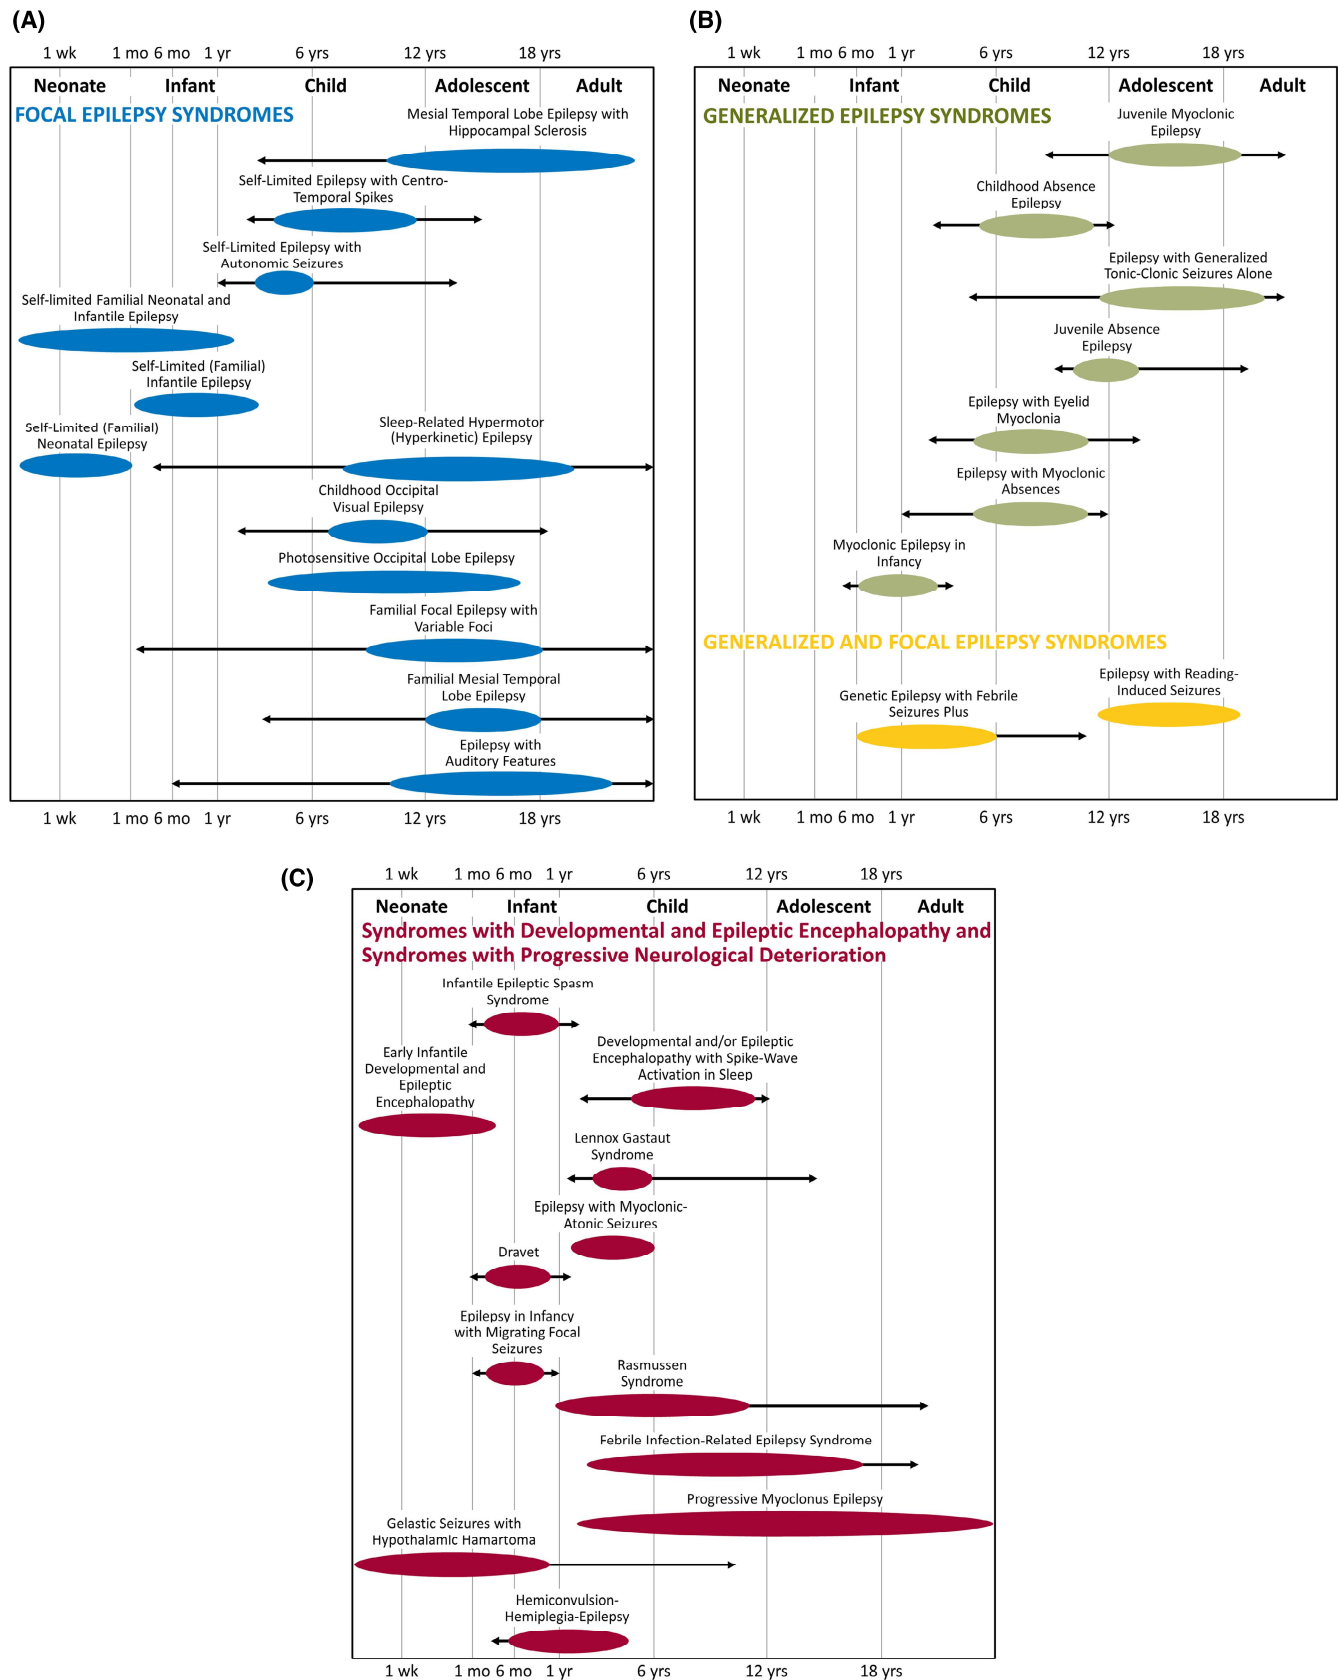 (A)
1 wk 1 mo 6 mo 1 yr 6 yrs 12 yrs 18 yrs
Neonate Infant Child Adolescent Adult
FOCAL EPILEPSY SYNDROMES
Mesial Temporal Lobe Epilepsy with
Hippocampal Sclerosis
Self-Limited Epilepsy with Centro-
Temporal Spikes
Self-Limited Epilepsy with
Autonomic Seizures
Self-limited Familial Neonatal and
Infantile Epilepsy
Self-Limited (Familial)
Infantile Epilepsy
Self-Limited (Familial)
Neonatal Epilepsy
Sleep-Related Hypermotor
(Hyperkinetic) Epilepsy
Childhood Occipital
Visual Epilepsy
Photosensitive Occipital Lobe Epilepsy
Familial Focal Epilepsy with
Variable Foci
Familial Mesial Temporal
Lobe Epilepsy
Epilepsy with
Auditory Features
1 wk 1 mo 6 mo 1 yr 6 yrs 12 yrs 18 yrs
(B)
1 wk 1 mo 6 mo 1 yr 6 yrs 12 yrs 18 yrs
Neonate Infant Child Adolescent Adult
GENERALIZED EPILEPSY SYNDROMES
Juvenile Myoclonic
Epilepsy
Childhood Absence
Epilepsy
Epilepsy with Generalized
Tonic-Clonic Seizures Alone
Juvenile Absence
Epilepsy
Epilepsy with Eyelid
Myoclonia
Epilepsy with Myoclonic
Absences
Myoclonic Epilepsy in
Infancy
GENERALIZED AND FOCAL EPILEPSY SYNDROMES
Epilepsy with Reading-
Induced Seizures
Genetic Epilepsy with Febrile
Seizures Plus
1 wk 1 mo 6 mo 1 yr 6 yrs 12 yrs 18 yrs
(C)
1 wk 1 mo 6 mo 1 yr 6 yrs 12 yrs 18 yrs
Neonate Infant Child Adolescent Adult
Syndromes with Developmental and Epileptic Encephalopathy and
Syndromes with Progressive Neurological Deterioration
Infantile Epileptic Spasm
Syndrome
Developmental and/or Epileptic
Encephalopathy with Spike-Wave
Activation in Sleep
Early Infantile
Developmental and
Epileptic
Encephalopathy
Lennox Gastaut
Syndrome
Epilepsy with Myoclonic-
Atonic Seizures
Dravet
Epilepsy in Infancy
with Migrating Focal
Seizures
Rasmussen
Syndrome
Febrile Infection-Related Epilepsy Syndrome
Progressive Myoclonus Epilepsy
Gelastic Seizures with
Hypothalamic Hamartoma
Hemiconvulsion-
Hemiplegia-Epilepsy
1 wk 1 mo 6 mo 1 yr 6 yrs 12 yrs 18 yrs